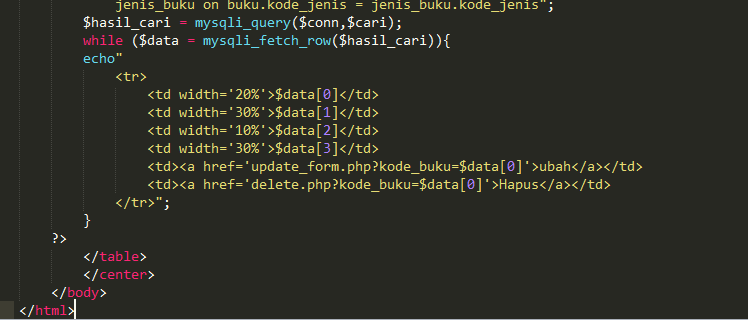 jenis_buku on buku.kode_jenis = jenis_buku.kode_jenis";
$hasil_cari = mysqli_query($conn,$cari);
while ($data = mysqli_fetch_row($hasil_cari)){
echo"
<tr>
<td width='20%'>$data[0]</td>
<td width='30%'>$data[1]</td>
<td width='10%'>$data[2]</td>
<td width='30%'>$data[3]</td>
<td><a href='update_form.php?kode_buku=$data[0]'>ubah</a></td>
<td><a href='delete.php?kode_buku=$data[0]'>Hapus</a></td>
</tr>";
}
?>
</table>
</center>
</body>
</html>